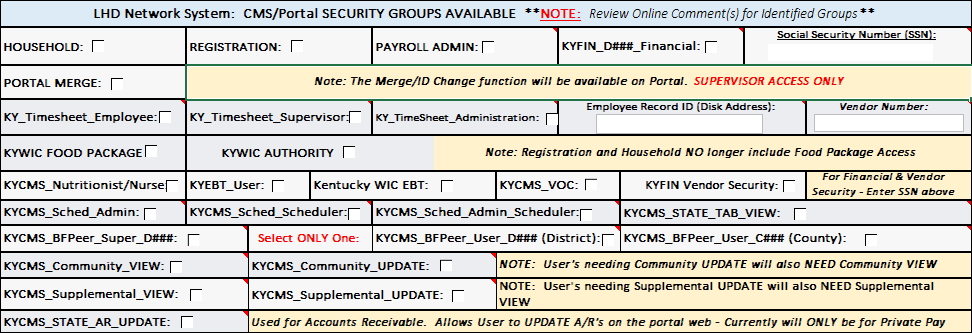 LHD Network System: CMS/Portal SECURITY GROUPS AVAILABLE **NOTE: Review Online Comment(s) for Identified Groups**
HOUSEHOLD: REGISTRATION: PAYROLL ADMIN: KYFIN_D###_Financial: Social Security Number (SSN):
PORTAL MERGE: Note: The Merge/ID Change function will be available on Portal. SUPERVISOR ACCESS ONLY
KY_Timesheet_Employee: KY_Timesheet_Supervisor: KY_TimeSheet_Administration: Employee Record ID (Disk Address): Vendor Number:
KYWIC FOOD PACKAGE KYWIC AUTHORITY Note: Registration and Household NO longer include Food Package Access
KYCMS_Nutritionist/Nurse KYEBT_User: Kentucky WIC EBT: KYCMS_VOC: KYFIN Vendor Security: For Financial & Vendor
Security - Enter SSN above
KYCMS_Sched_Admin: KYCMS_Sched_Scheduler: KYCMS_Sched_Admin_Scheduler: KYCMS_STATE_TAB_VIEW:
KYCMS_BFPeer_Super_D###: Select ONLY One: KYCMS_BFPeer_User_D### (District): KYCMS_BFPeer_User_C### (County):
KYCMS_Community_VIEW: KYCMS_Community_UPDATE: NOTE: User's needing Community UPDATE will also NEED Community VIEW
KYCMS_Supplemental_VIEW: KYCMS_Supplemental_UPDATE: NOTE: User's needing Supplemental UPDATE will also NEED Supplemental
VIEW
KYCMS_STATE_AR_UPDATE: Used for Accounts Receivable. Allows User to UPDATE A/R's on the portal web - Currently will ONLY be for Private Pay